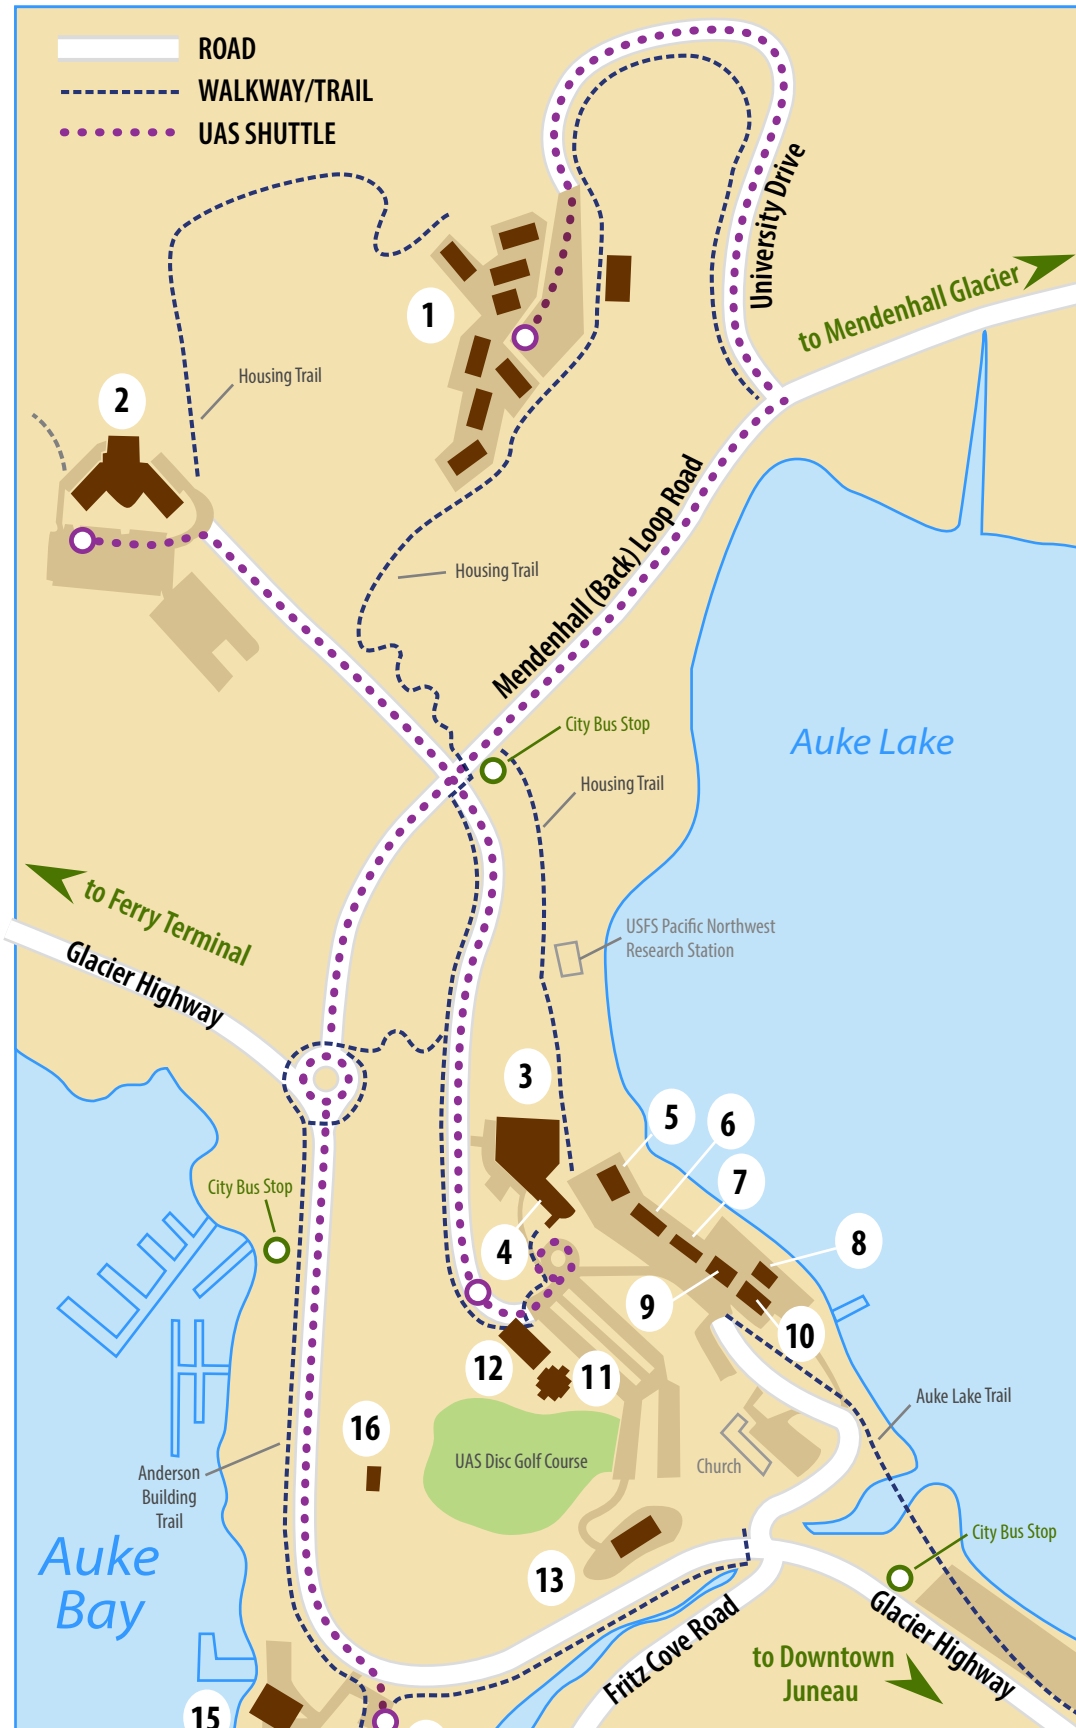 ROAD
WALKWAY/TRAIL
UAS SHUTTLE
University Drive
to Mendenhall Glacier
1
Housing Trail
2
Mendenhall (Back) Loop Road
Housing Trail
City Bus Stop
Auke Lake
Housing Trail
to Ferry Terminal
Glacier Highway
USFS Pacific Northwest
Research Station
3
5
6
7
City Bus Stop
4
8
9
10
12
11
16
Auke Lake Trail
UAS Disc Golf Course
Church
Anderson
Building
Trail
City Bus Stop
Auke
Bay
13
Glacier Highway
Fritz Cove Road
to Downtown
Juneau
15